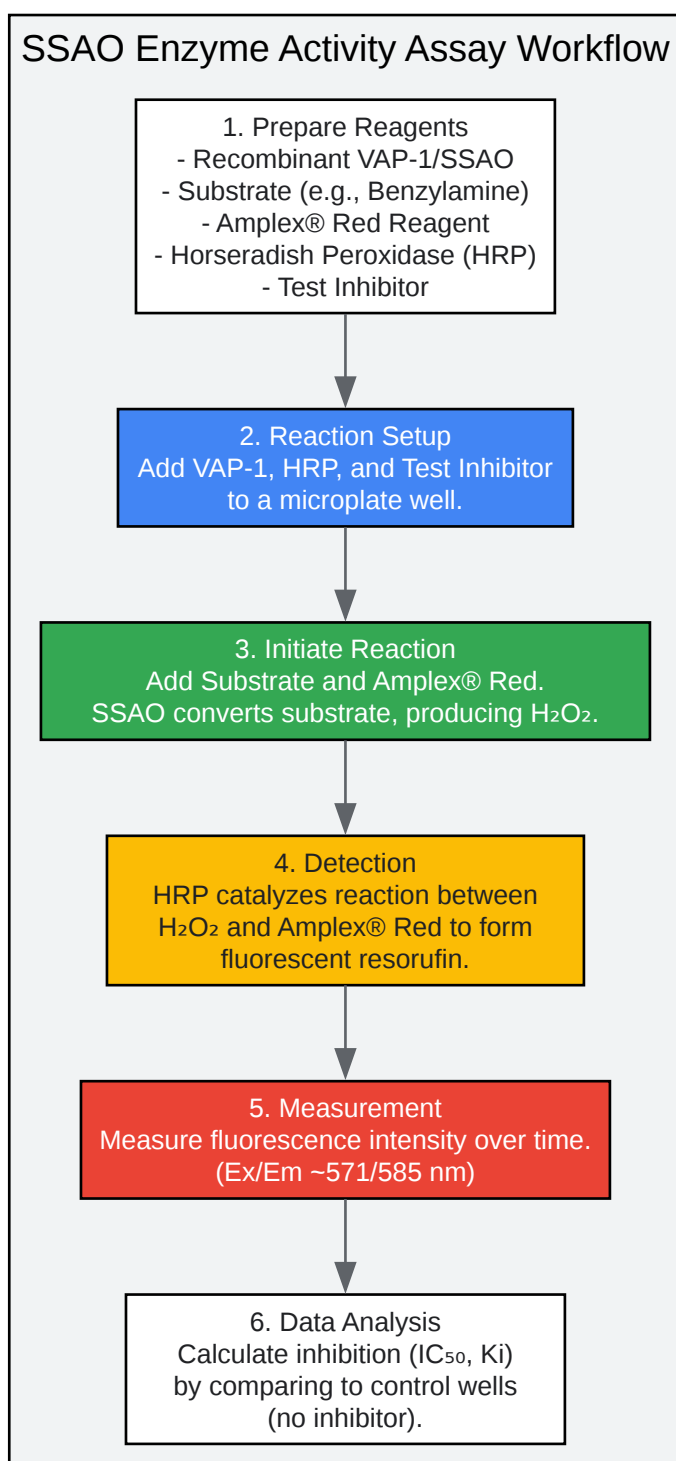 SSAO Enzyme Activity Assay Workflow
1. Prepare Reagents
- Recombinant VAP-1/SSAO
- Substrate (e.g., Benzylamine)
- Amplex® Red Reagent
- Horseradish Peroxidase (HRP)
- Test Inhibitor
2. Reaction Setup
Add VAP-1, HRP, and Test Inhibitor
to a microplate well.
3. Initiate Reaction
Add Substrate and Amplex® Red.
SSAO converts substrate, producing H₂O₂.
4. Detection
HRP catalyzes reaction between
H₂O₂ and Amplex® Red to form
fluorescent resorufin.
5. Measurement
Measure fluorescence intensity over time.
(Ex/Em ~571/585 nm)
6. Data Analysis
Calculate inhibition (IC₅₀, Ki)
by comparing to control wells
(no inhibitor).